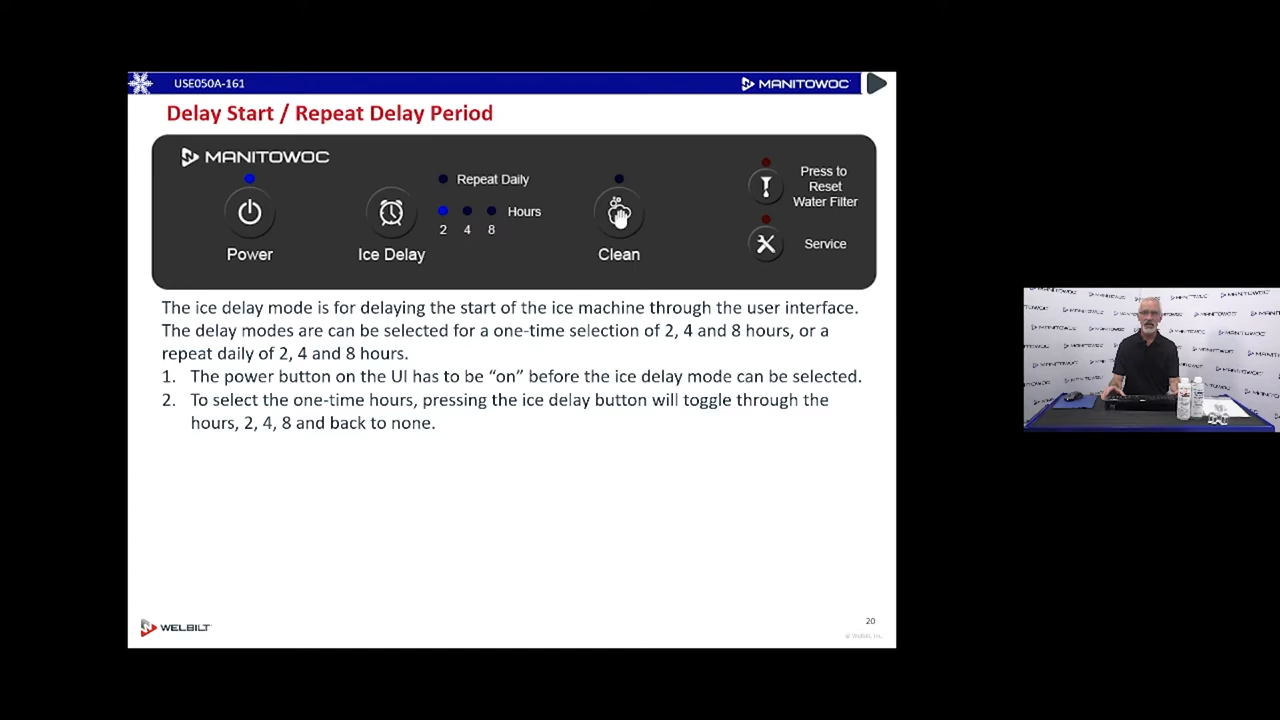 USE050A-161
MANITOWOC
Delay Start / Repeat Delay Period
MANITOWOC
Repeat Daily
Hours
2 4 8
Power
Ice Delay
Clean
Press to
Reset
Water Filter
Service
The ice delay mode is for delaying the start of the ice machine through the user interface.
The delay modes are can be selected for a one-time selection of 2, 4 and 8 hours, or a
repeat daily of 2, 4 and 8 hours.
1. The power button on the UI has to be “on” before the ice delay mode can be selected.
2. To select the one-time hours, pressing the ice delay button will toggle through the
hours, 2, 4, 8 and back to none.
WELBILT
20
© Welbilt, Inc.